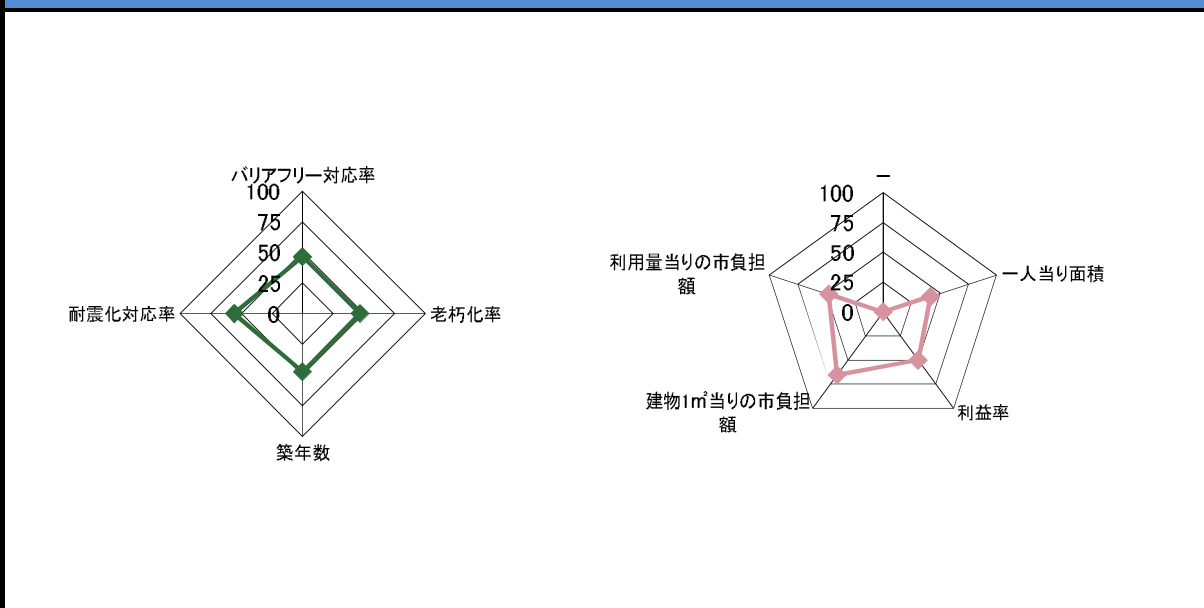 バリアフリー対応率
100
75
50
25
0
耐震化対応率
老朽化率
築年数
ー
100
75
50
25
0
利用量当りの市負担
額
一人当り面積
建物1㎡当りの市負担
額
利益率